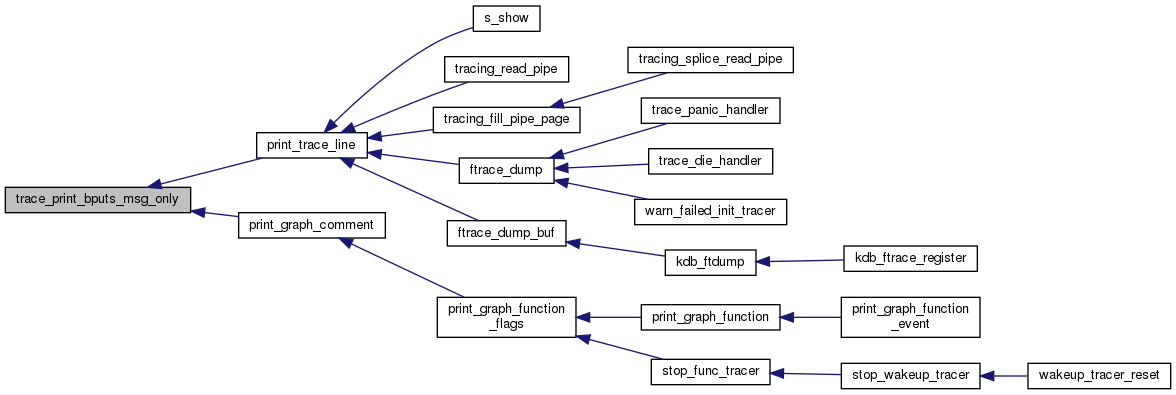 s_show
tracing_read_pipe
tracing_splice_read_pipe
tracing_fill_pipe_page
trace_panic_handler
print_trace_line
ftrace_dump
trace_die_handler
trace_print_bputs_msg_only
warn_failed_init_tracer
print_graph_comment
ftrace_dump_buf
kdb_ftdump
kdb_ftrace_register
print_graph_function
_flags
print_graph_function
print_graph_function
_event
stop_func_tracer
stop_wakeup_tracer
wakeup_tracer_reset